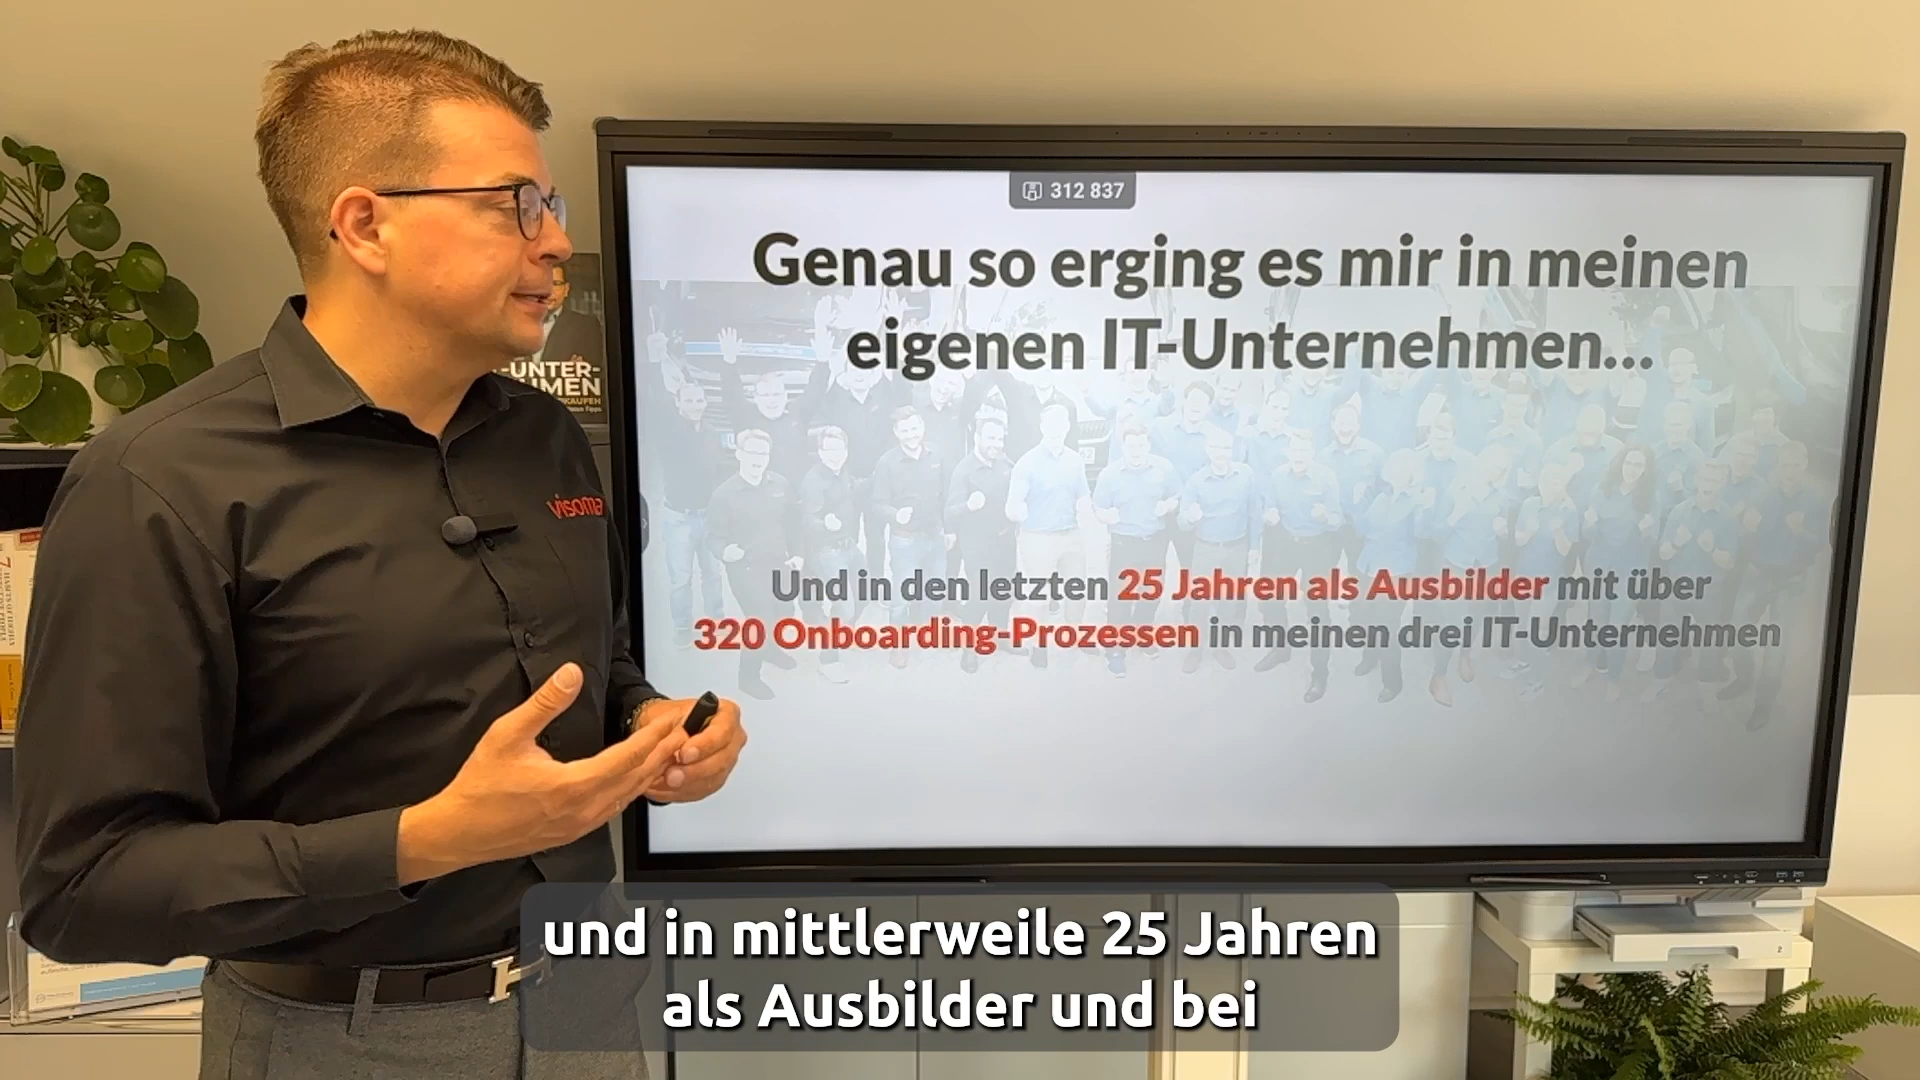 312 837
Genau so erging es mir in meinen
eigenen IT-Unternehmen...
Und in den letzten 25 Jahren als Ausbilder mit über
320 Onboarding-Prozessen in meinen drei IT-Unternehmen
-UNTER-
visoma
und in mittlerweile 25 Jahren
als Ausbilder und bei